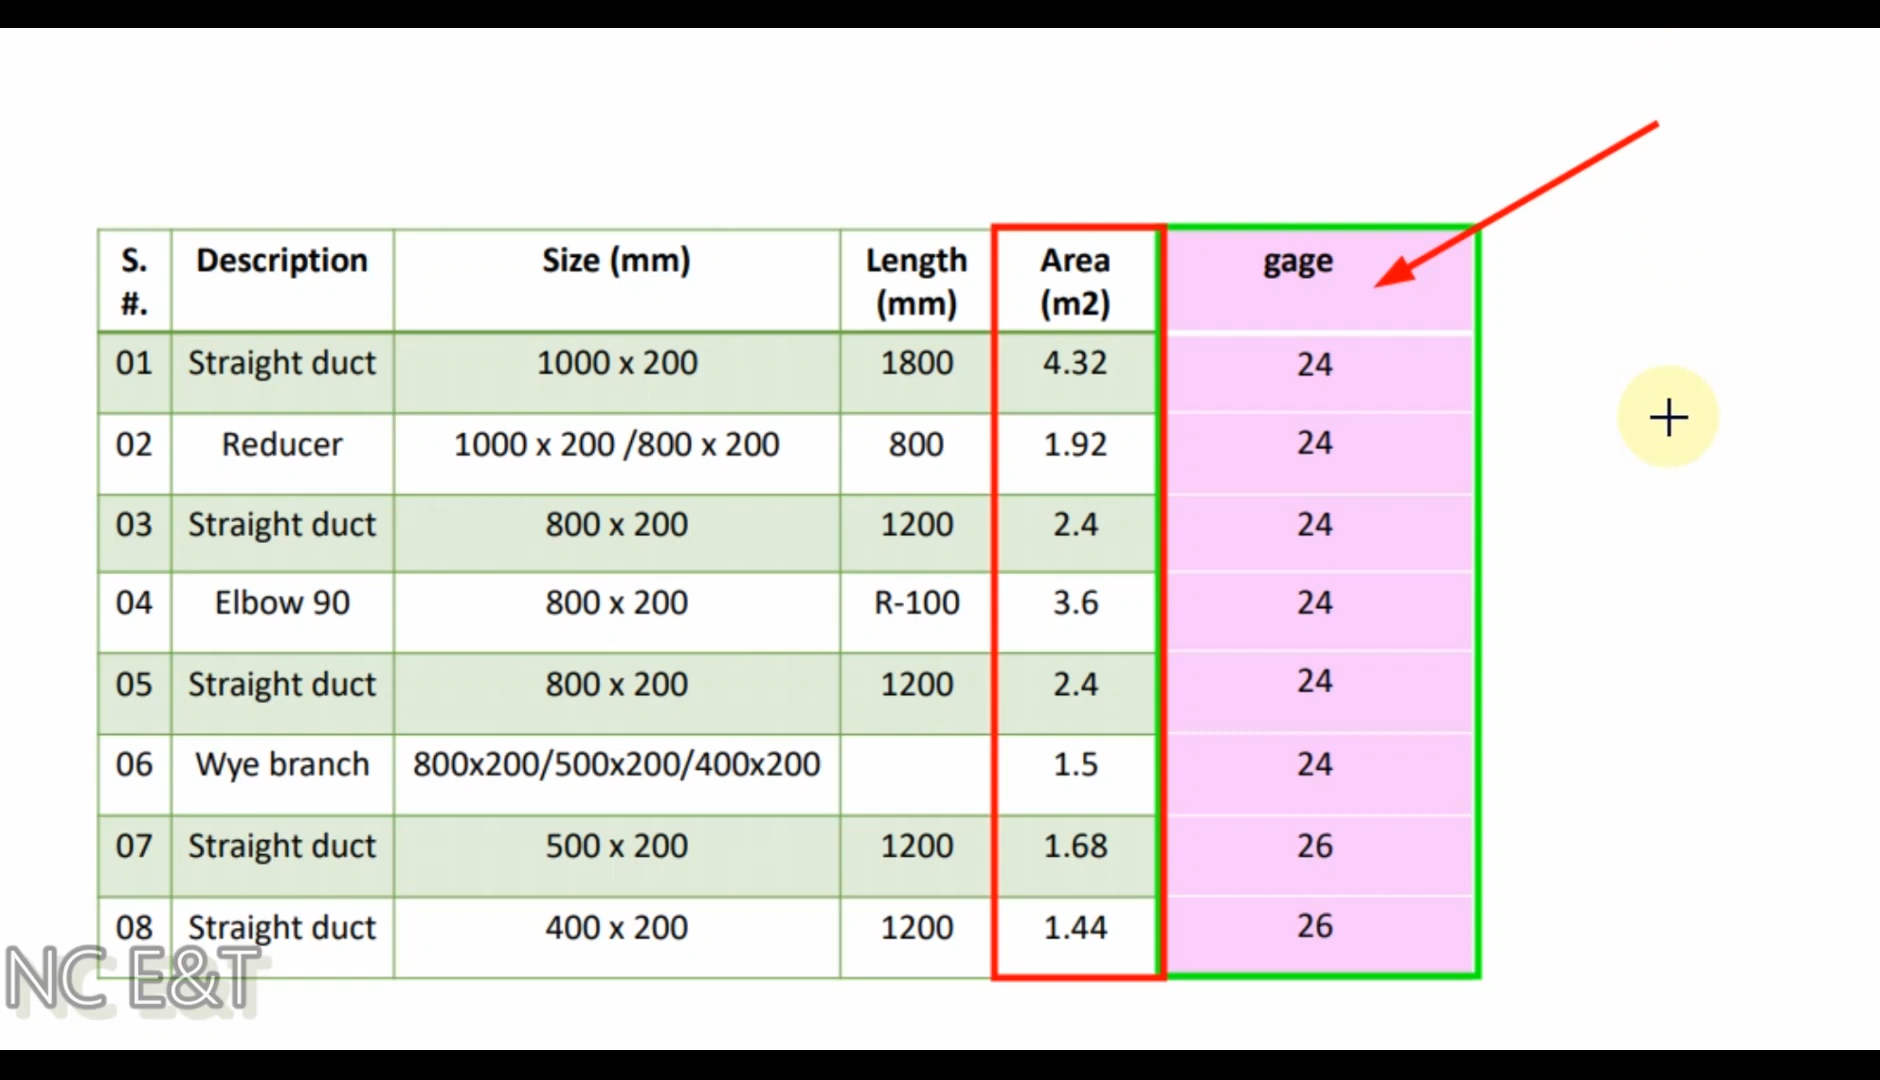 S. #. Description Size (mm) Length (mm) Area (m2) gage
01 Straight duct 1000 x 200 1800 4.32 24
02 Reducer 1000 x 200 /800 x 200 800 1.92 24
03 Straight duct 800 x 200 1200 2.4 24
04 Elbow 90 800 x 200 R-100 3.6 24
05 Straight duct 800 x 200 1200 2.4 24
06 Wye branch 800x200/500x200/400x200 1.5 24
07 Straight duct 500 x 200 1200 1.68 26
08 Straight duct 400 x 200 1200 1.44 26
NC E&T